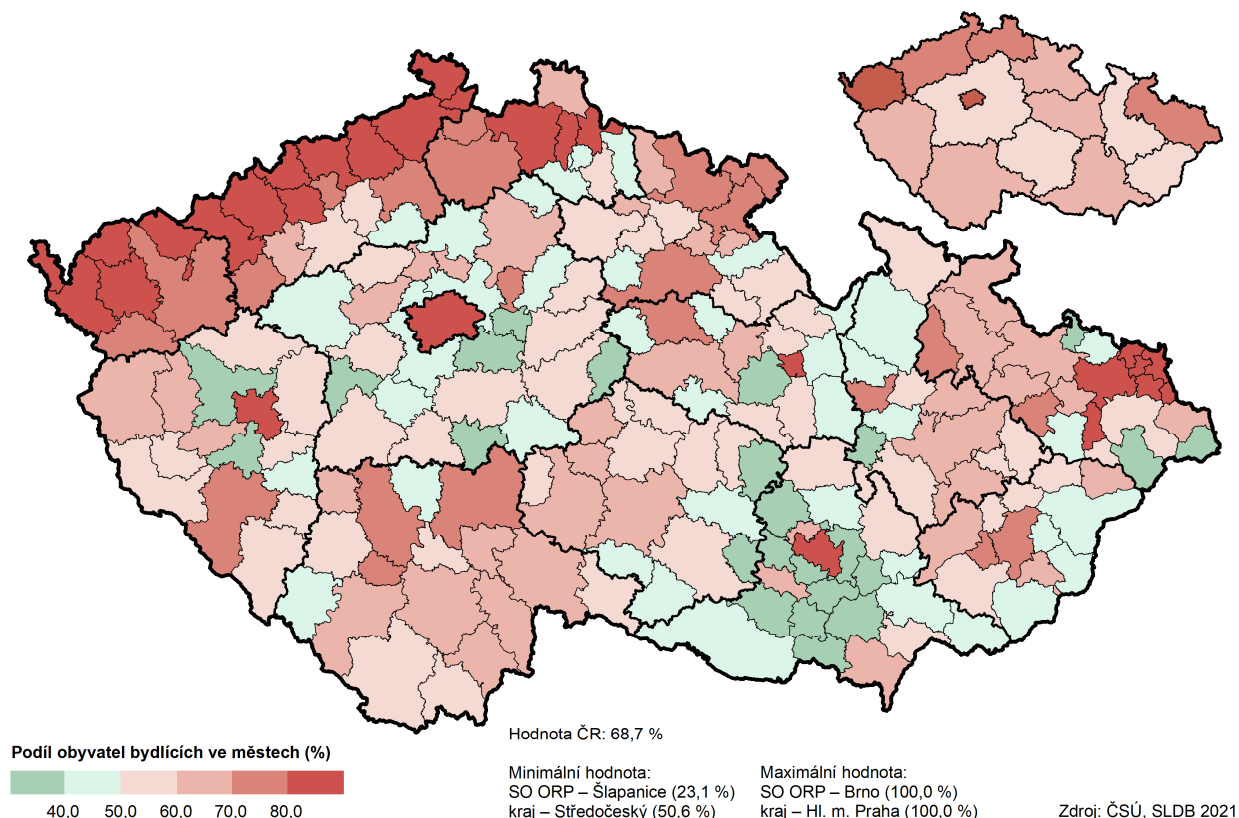 Hodnota ČR: 68,7 %
Podíl obyvatel bydlících ve městech (%)
40.0 50.0 60.0 70.0 80.0
Minimální hodnota:
SO ORP – Šlapanice (23,1 %)
kraj – Středočeský (50,6 %)
Maximální hodnota:
SO ORP – Brno (100,0 %)
kraj – Hl. m. Praha (100,0 %)
Zdroj: ČSÚ, SLDB 2021